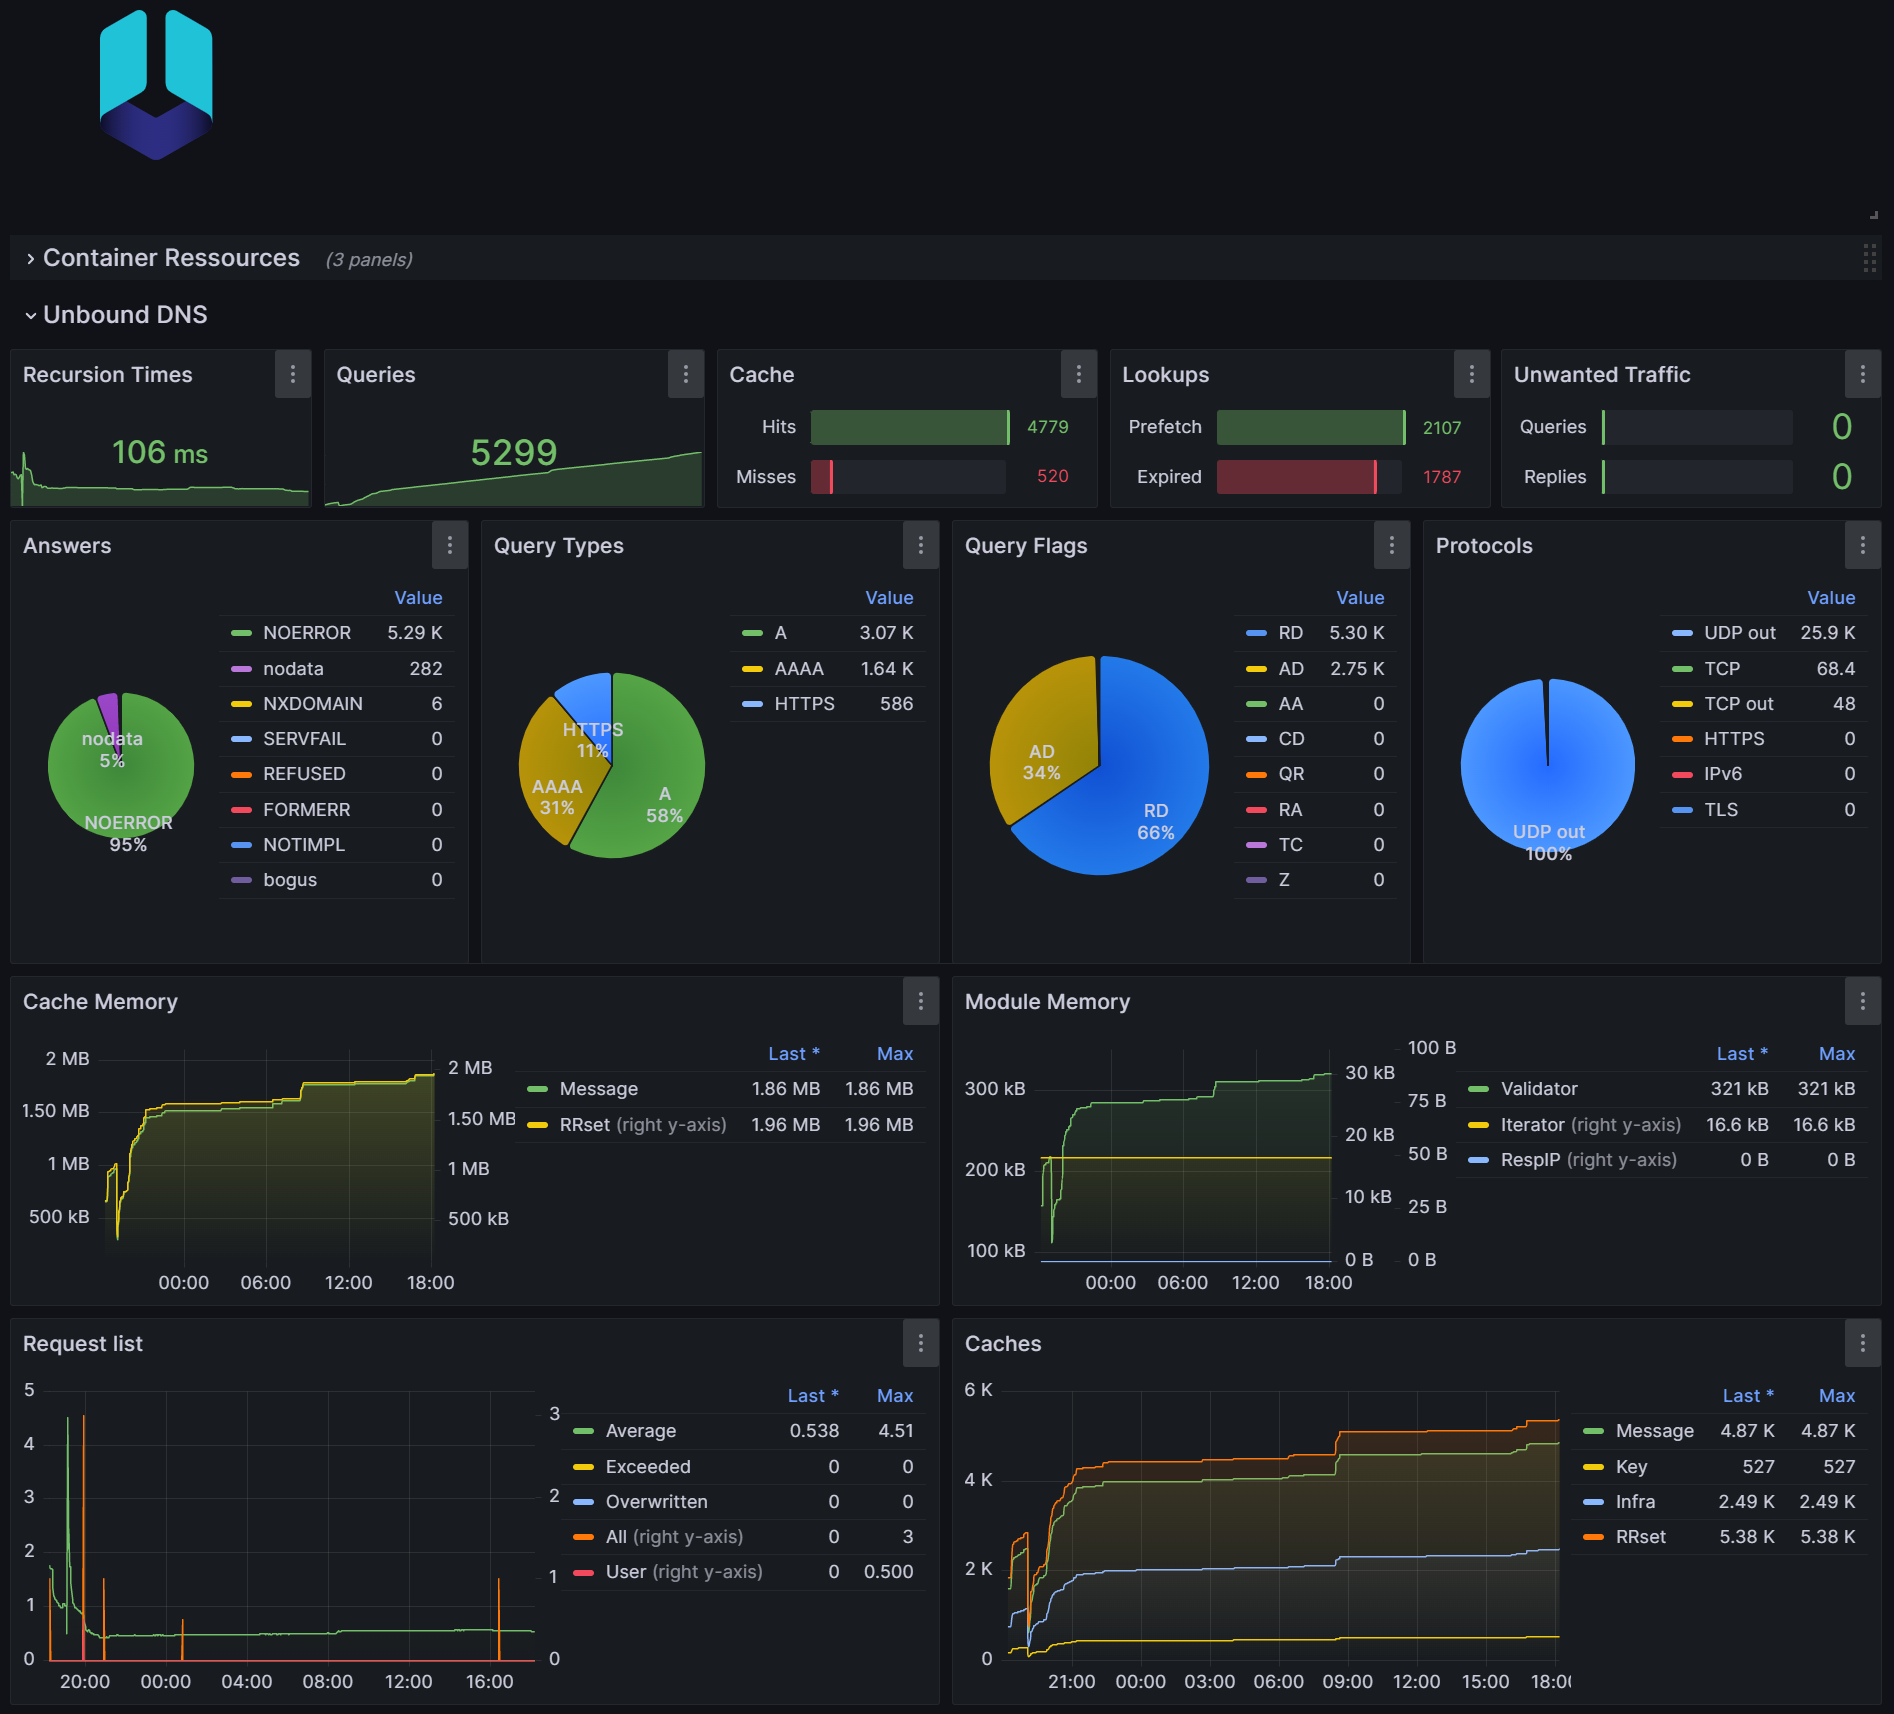 Container Ressources (3 panels)
Unbound DNS
Recursion Times
106 ms
Queries
5299
Cache
Hits 4779
Misses 520
Lookups
Prefetch 2107
Expired 1787
Unwanted Traffic
Queries 0
Replies 0
Answers
nodata
5%
NOERROR
95%
Value
NOERROR 5.29 K
nodata 282
NXDOMAIN 6
SERVFAIL 0
REFUSED 0
FORMERR 0
NOTIMPL 0
bogus 0
Query Types
HTTPS
11%
AAAA
31%
A
58%
Value
A 3.07 K
AAAA 1.64 K
HTTPS 586
Query Flags
AD
34%
RD
66%
Value
RD 5.30 K
AD 2.75 K
AA 0
CD 0
QR 0
RA 0
TC 0
Z 0
Protocols
UDP out
100%
Value
UDP out 25.9 K
TCP 68.4
TCP out 48
HTTPS 0
IPv6 0
TLS 0
Cache Memory
2 MB
1.50 MB
1 MB
500 kB
2 MB
1.50 MB
1 MB
500 kB
00:00 06:00 12:00 18:00
Last * Max
Message 1.86 MB 1.86 MB
RRset (right y-axis) 1.96 MB 1.96 MB
Module Memory
300 kB
200 kB
100 kB
30 kB
20 kB
10 kB
0 B
100 B
75 B
50 B
25 B
0 B
00:00 06:00 12:00 18:00
Last * Max
Validator 321 kB 321 kB
Iterator (right y-axis) 16.6 kB 16.6 kB
RespIP (right y-axis) 0 B 0 B
Request list
5
4
3
2
1
0
3
2
1
0
20:00 00:00 04:00 08:00 12:00 16:00
Last * Max
Average 0.538 4.51
Exceeded 0 0
Overwritten 0 0
All (right y-axis) 0 3
User (right y-axis) 0 0.500
Caches
6 K
4 K
2 K
0
21:00 00:00 03:00 06:00 09:00 12:00 15:00 18:00
Last * Max
Message 4.87 K 4.87 K
Key 527 527
Infra 2.49 K 2.49 K
RRset 5.38 K 5.38 K